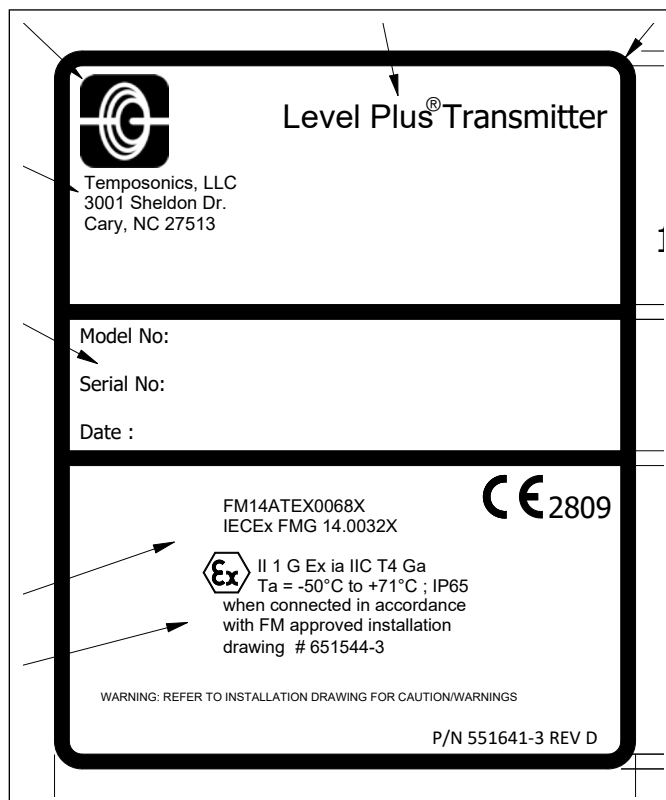 Level Plus® Transmitter
Temposonics, LLC
3001 Sheldon Dr.
Cary, NC 27513
1
Model No:
Serial No:
Date :
CE 2809
FM14ATEX0068X
IECEx FMG 14.0032X
Ex II 1 G Ex ia IIC T4 Ga
Ta = -50°C to +71°C ; IP65
when connected in accordance
with FM approved installation
drawing # 651544-3
WARNING: REFER TO INSTALLATION DRAWING FOR CAUTION/WARNINGS
P/N 551641-3 REV D